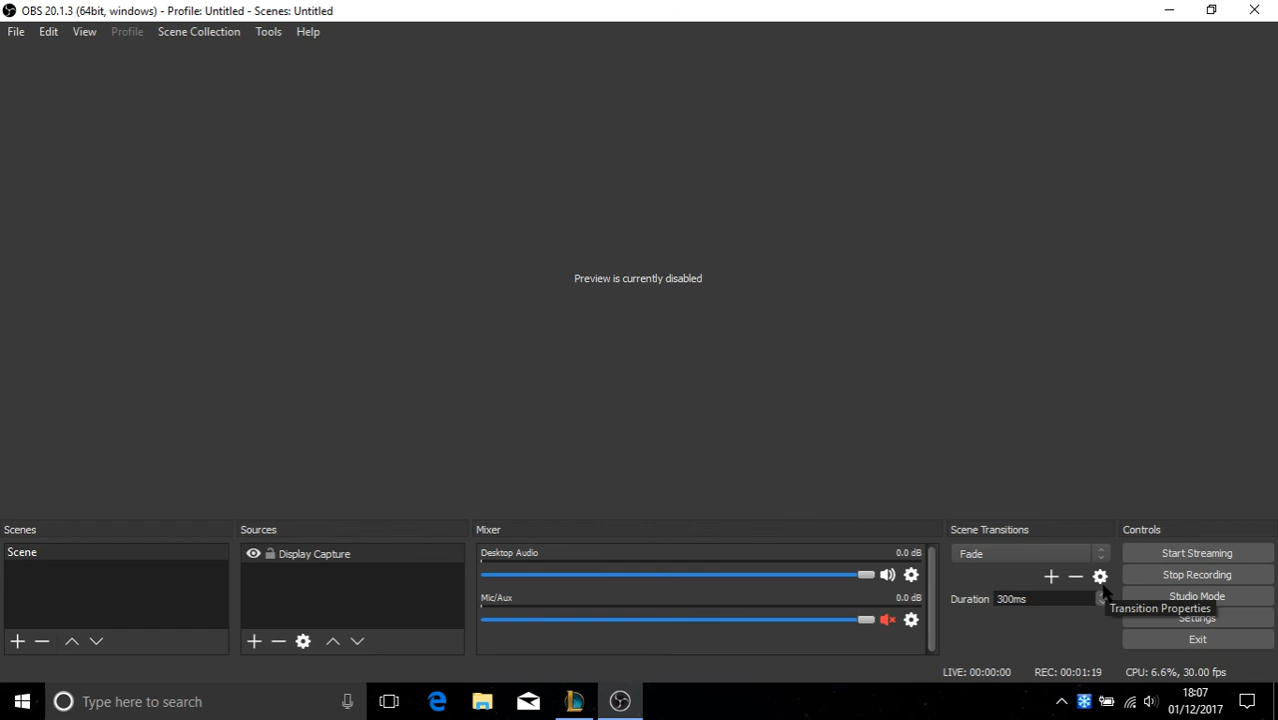 OBS 20.1.3 (64bit, windows) - Profile: Untitled - Scenes: Untitled
File Edit View Profile Scene Collection Tools Help
Preview is currently disabled
Scenes
Scene
Sources
Display Capture
Mixer
Desktop Audio 0.0 dB
Mic/Aux 0.0 dB
Scene Transitions
Fade
Duration 300ms
Transition Properties
Controls
Start Streaming
Stop Recording
Studio Mode
Settings
Exit
LIVE: 00:00:00 REC: 00:01:19 CPU: 6.6%, 30.00 fps
Type here to search
18:07
01/12/2017